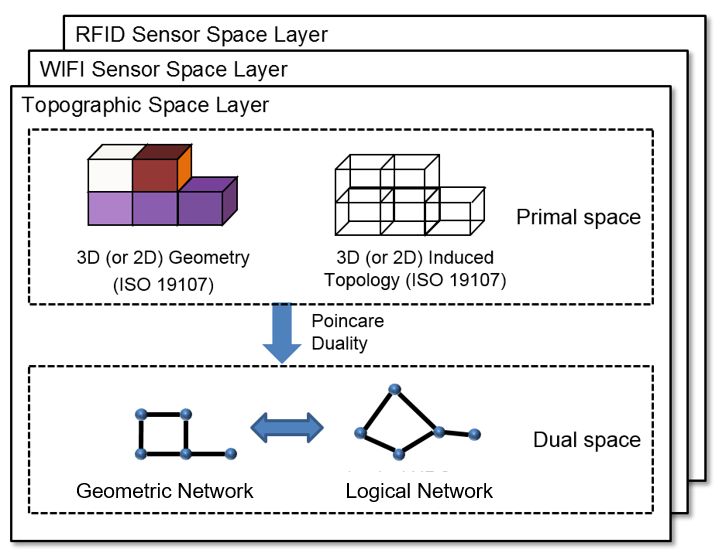 RFID Sensor Space Layer
WIFI Sensor Space Layer
Topographic Space Layer
3D (or 2D) Geometry
(ISO 19107)
3D (or 2D) Induced
Topology (ISO 19107)
Primal space
Poincare
Duality
Dual space
Geometric Network
Logical Network